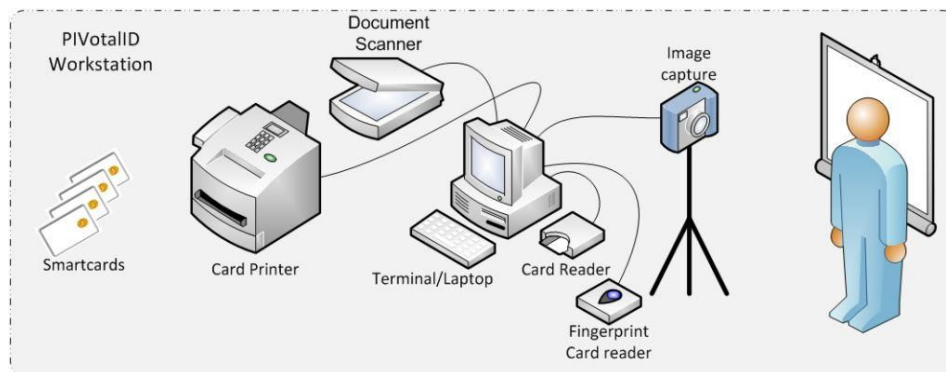 PIVotalID
Workstation
Document
Scanner
Image
capture
Smartcards
Card Printer
Terminal/Laptop
Card Reader
Fingerprint
Card reader